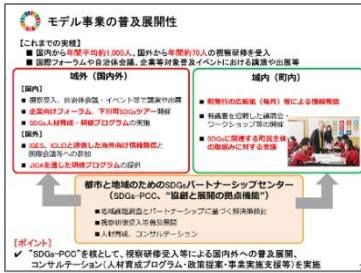 モデル事業の普及展開性
【これまでの実績】
■ 国内から年間平均約1,000人、国外から年間約70人の視察研修を受入
■ 国際フォーラムや自治体会議、企業等対象普及イベントにおける講演や出展等
域外（国内外）
【国内】
■ 視察受入、自治体会議・イベント等で講演や出展
■ 企業向けフォーラム、下川町SDGsツアー開催
■ SDGs人材育成・研修プログラムの実施
【国外】
■ IGES、ICLEIと連携した海外向け情報発信と
国際会議等への参加
■ JICAを通じた研修プログラムの提供
域内（町内）
■ 町発行の広報紙（毎月）等による情報発信
■ 有識者を招聘した講演会・
ワークショップ等の開催
■ SDGsに関連する町民主体
の取組みに対する支援
都市と地域のためのSDGsパートナーシップセンター
（SDGs-PCC、“協創と展開の拠点機能”）
■ 地域課題調査とパートナーシップに基づく解決策検討
■ 視察研修受入等普及展開
■ 人材育成、コンサルテーション
【ポイント】
✓ “SDGs-PCC”を核として、視察研修受入等による国内外への普及展開、
コンサルテーション（人材育成プログラム・政策提案・事業実施支援等）を実施
7